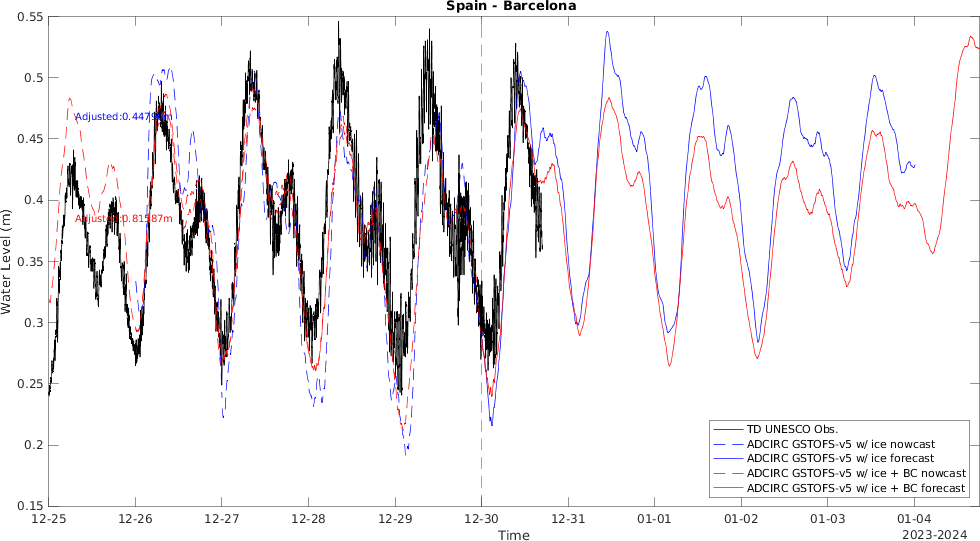 Spain - Barcelona
0.55
0.5
0.45
0.4
0.35
0.3
0.25
0.2
0.15
Water Level (m)
Adjusted:0.81587m
12-25
12-26
12-27
12-28
12-29
12-30
12-31
01-01
01-02
01-03
01-04
Time
2023-2024
TD UNESCO Obs.
ADCIRC GSTOFS-v5 w/ ice nowcast
ADCIRC GSTOFS-v5 w/ ice forecast
ADCIRC GSTOFS-v5 w/ ice + BC nowcast
ADCIRC GSTOFS-v5 w/ ice + BC forecast